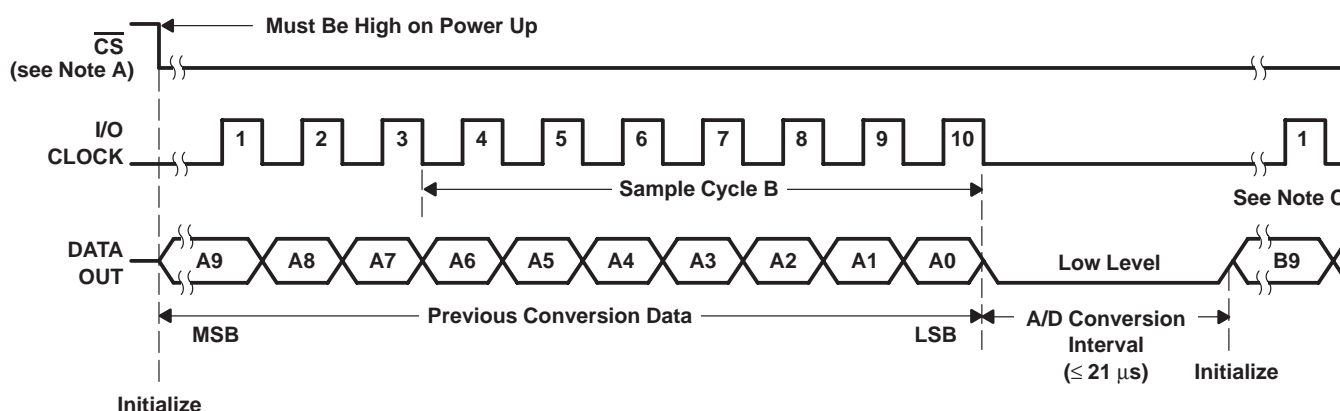 Must Be High on Power Up
CS
(see Note A)
I/O
CLOCK
1 2 3 4 5 6 7 8 9 10 1
Sample Cycle B
See Note C
DATA
OUT
A9 A8 A7 A6 A5 A4 A3 A2 A1 A0 Low Level B9
Previous Conversion Data
MSB LSB
A/D Conversion
Interval
(≤ 21 μs)
Initialize
Initialize